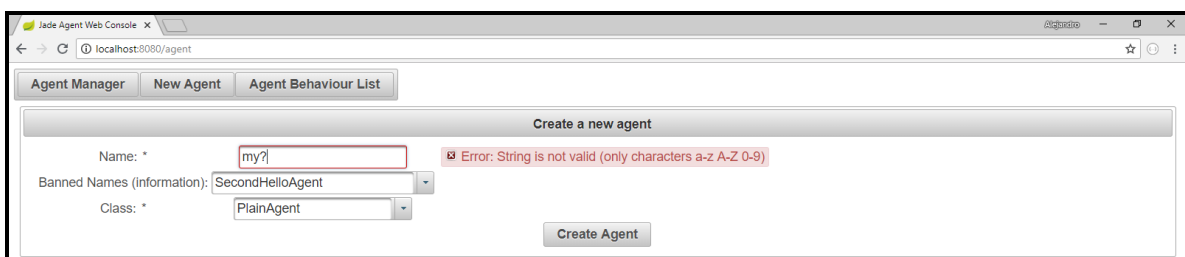 Jade Agent Web Console
Alejandro
localhost:8080/agent
Agent Manager New Agent Agent Behaviour List
Create a new agent
Name: * my? Error: String is not valid (only characters a-z A-Z 0-9)
Banned Names (information): SecondHelloAgent
Class: * PlainAgent
Create Agent